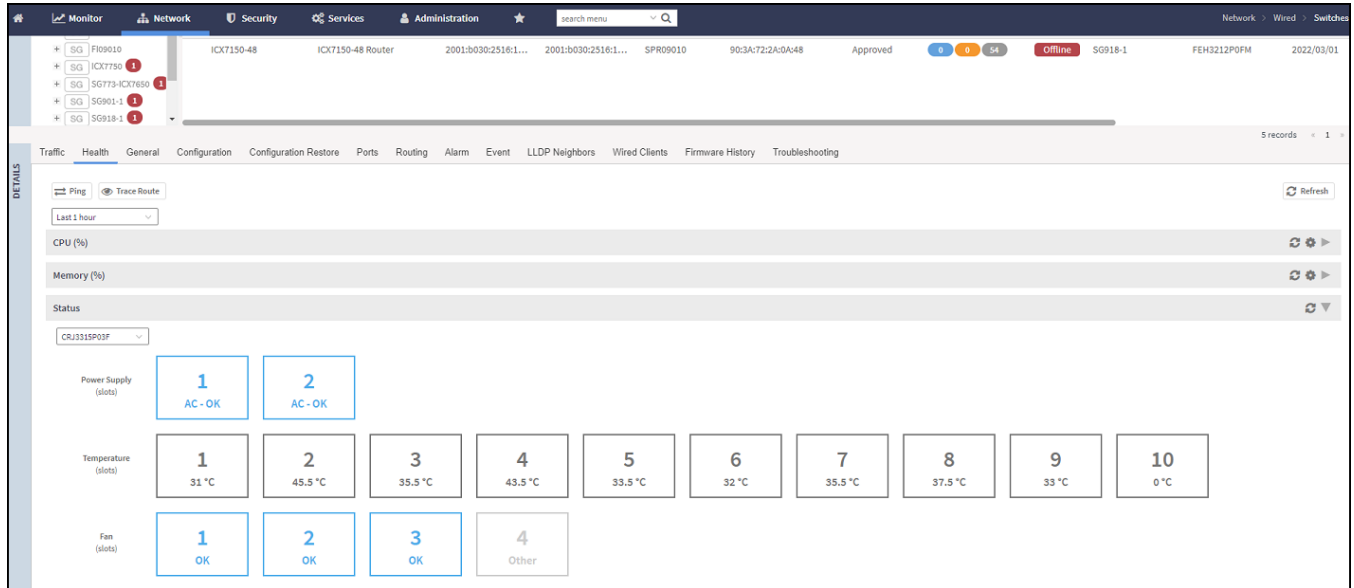 Monitor Network Security Services Administration search menu Network > Wired > Switches
+ SG FI09010 ICX7150-48 ICX7150-48 Router 2001:b030:2516:1... 2001:b030:2516:1... SPR09010 90:3A:72:2A:0A:48 Approved 0 0 54 Offline SG918-1 FEH3212P0FM 2022/03/01
+ SG ICX7750 1
+ SG SG773-ICX7650 1
+ SG SG901-1 1
+ SG SG918-1 1
5 records « 1 »
Traffic Health General Configuration Configuration Restore Ports Routing Alarm Event LLDP Neighbors Wired Clients Firmware History Troubleshooting
DETAILS
Ping Trace Route Refresh
Last 1 hour
CPU (%)
Memory (%)
Status
CRJ3315P03F
Power Supply
(slots)
1 2
AC - OK AC - OK
Temperature
(slots)
1 2 3 4 5 6 7 8 9 10
31 °C 45.5 °C 35.5 °C 43.5 °C 33.5 °C 32 °C 35.5 °C 37.5 °C 33 °C 0 °C
Fan
(slots)
1 2 3 4
OK OK OK Other